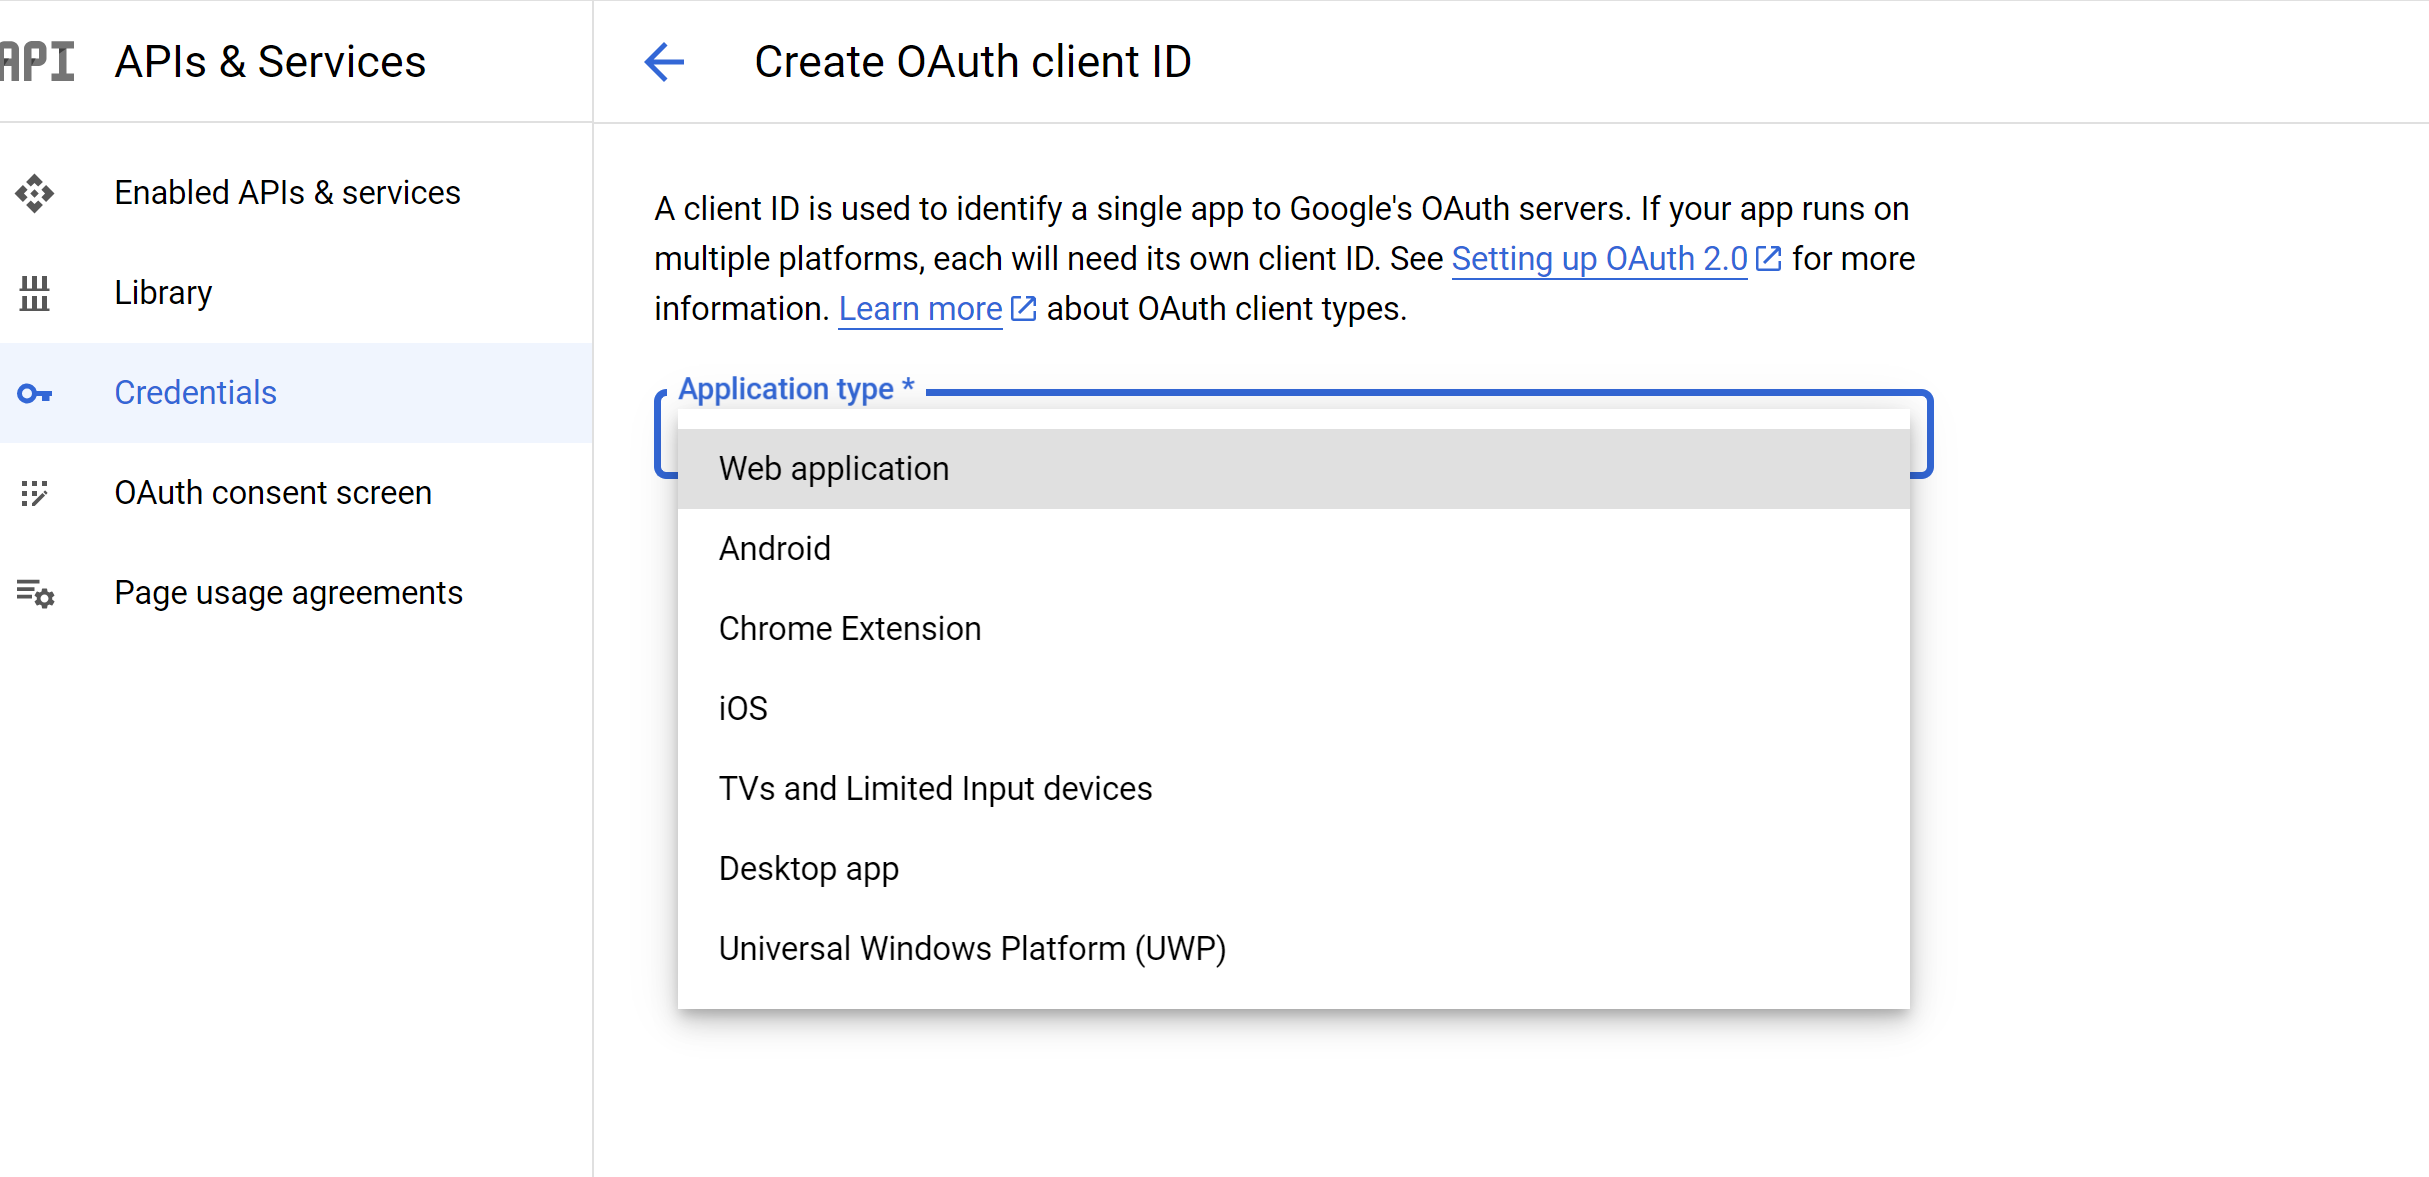 API APIs & Services
Enabled APIs & services
Library
Credentials
OAuth consent screen
Page usage agreements
Create OAuth client ID
A client ID is used to identify a single app to Google's OAuth servers. If your app runs on
multiple platforms, each will need its own client ID. See Setting up OAuth 2.0 for more
information. Learn more about OAuth client types.
Application type *
Web application
Android
Chrome Extension
iOS
TVs and Limited Input devices
Desktop app
Universal Windows Platform (UWP)